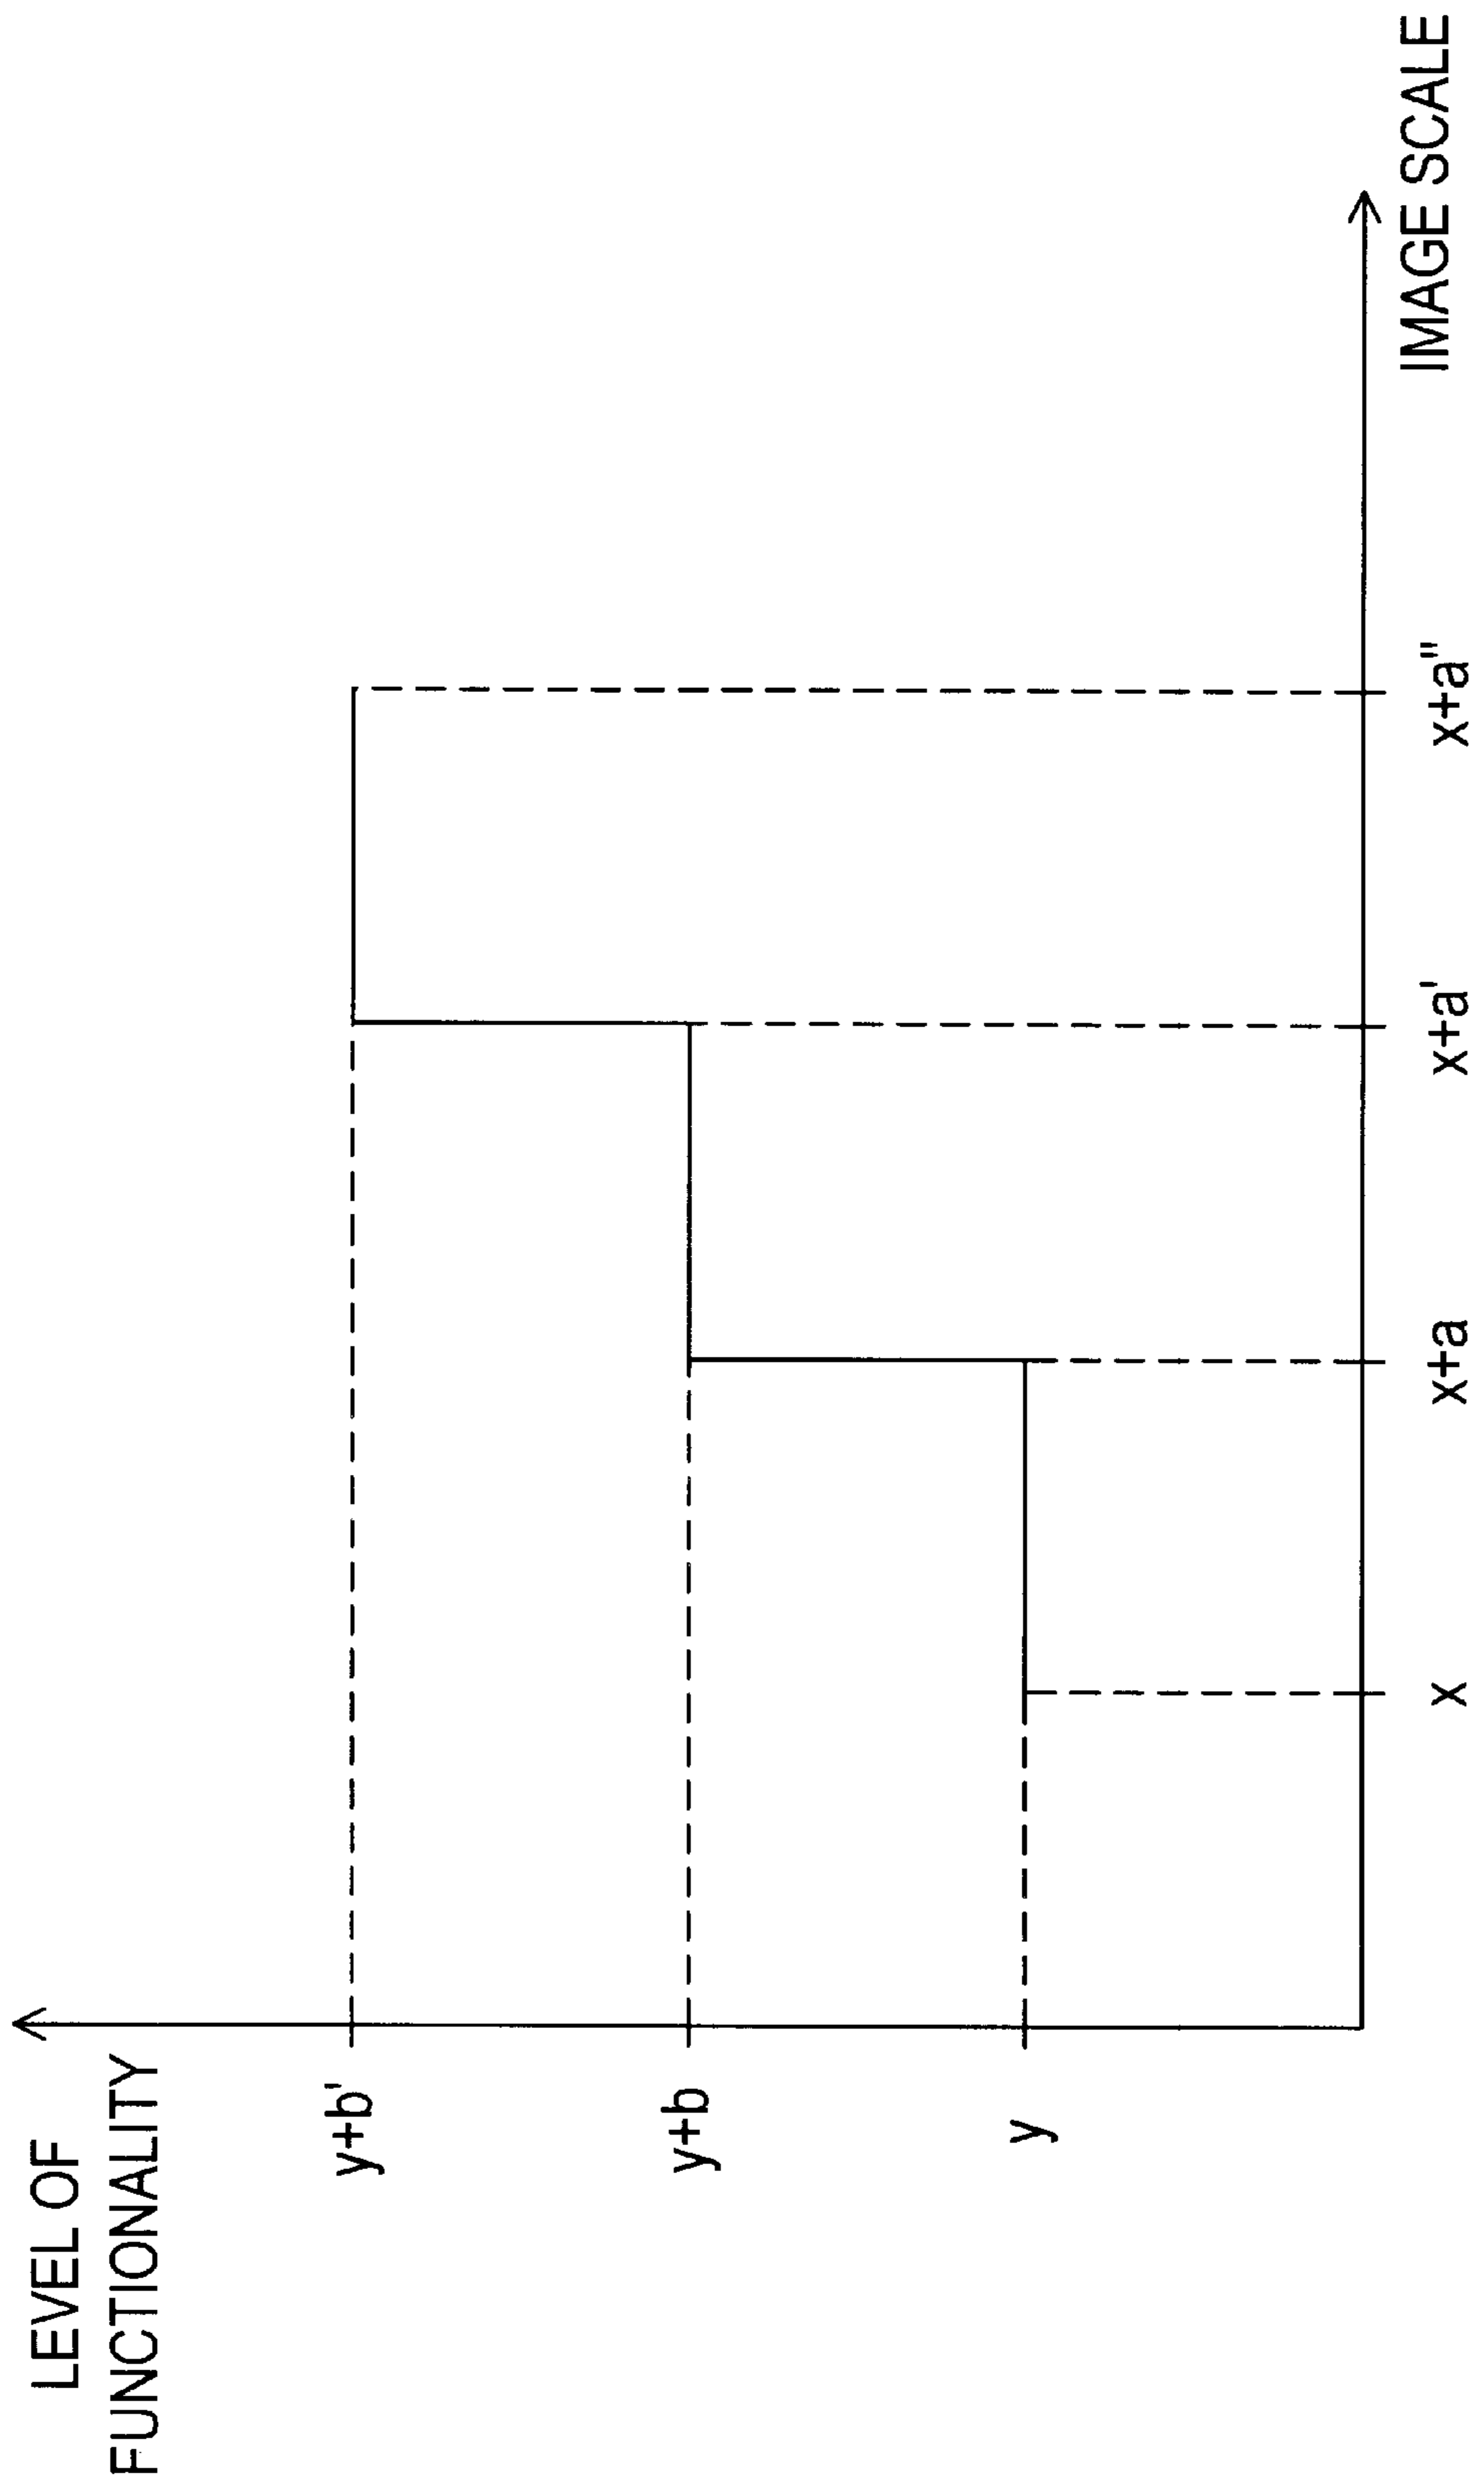 LEVEL OF
FUNCTIONALITY
y+b'
y+b
y
x
x+a
x+a'
x+a"
IMAGE SCALE